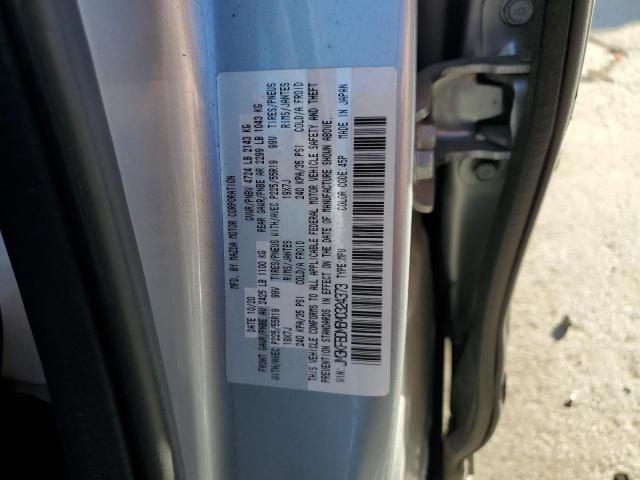 MFD. BY MAZDA MOTOR CORPORATION
DATE: 10/20 GVWR/PNBV 4724 LB 2143 KG
FRONT GAWR/PNBE AV 2425 LB 1100 KG REAR GAWR/PNBE AR 2299 LB 1043 KG
WITH/AVEC P225/55R19 99V TIRES/PNEUS WITH/AVEC P225/55R19 99V TIRES/PNEUS
19X7J RIMS/JANTES 19X7J RIMS/JANTES
240 KPA/35 PSI COLD/A FROID 240 KPA/35 PSI COLD/A FROID
THIS VEHICLE CONFORMS TO ALL APPLICABLE FEDERAL MOTOR VEHICLE SAFETY AND THEFT
PREVENTION STANDARDS IN EFFECT ON THE DATE OF MANUFACTURE SHOWN ABOVE.
VIN: JM3KFBDM6M0324373 TYPE:MPV COLOR CODE:45P MADE IN JAPAN